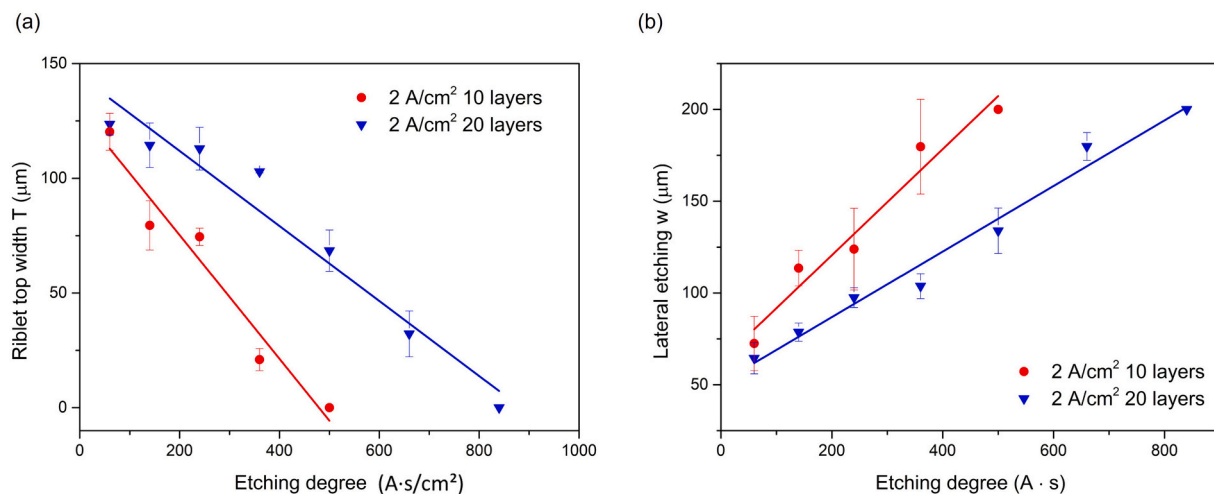 (a)
150
100
50
0
Riblet top width T (μm)
2 A/cm² 10 layers
2 A/cm² 20 layers
0 200 400 600 800 1000
Etching degree (A·s/cm²)
(b)
200
150
100
50
Lateral etching w (μm)
2 A/cm² 10 layers
2 A/cm² 20 layers
0 200 400 600 800
Etching degree (A · s)